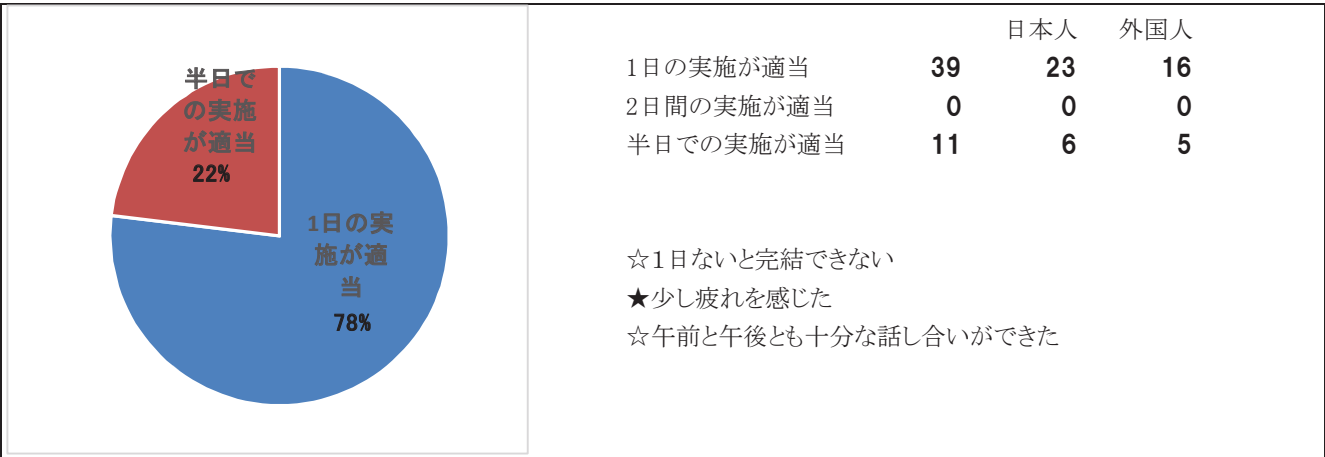 半日で
の実施
が適当
22%
1日の実
施が適
当
78%
日本人 外国人
1日の実施が適当 39 23 16
2日間の実施が適当 0 0 0
半日での実施が適当 11 6 5
☆1日ないと完結できない
★少し疲れを感じた
☆午前と午後とも十分な話し合いができた